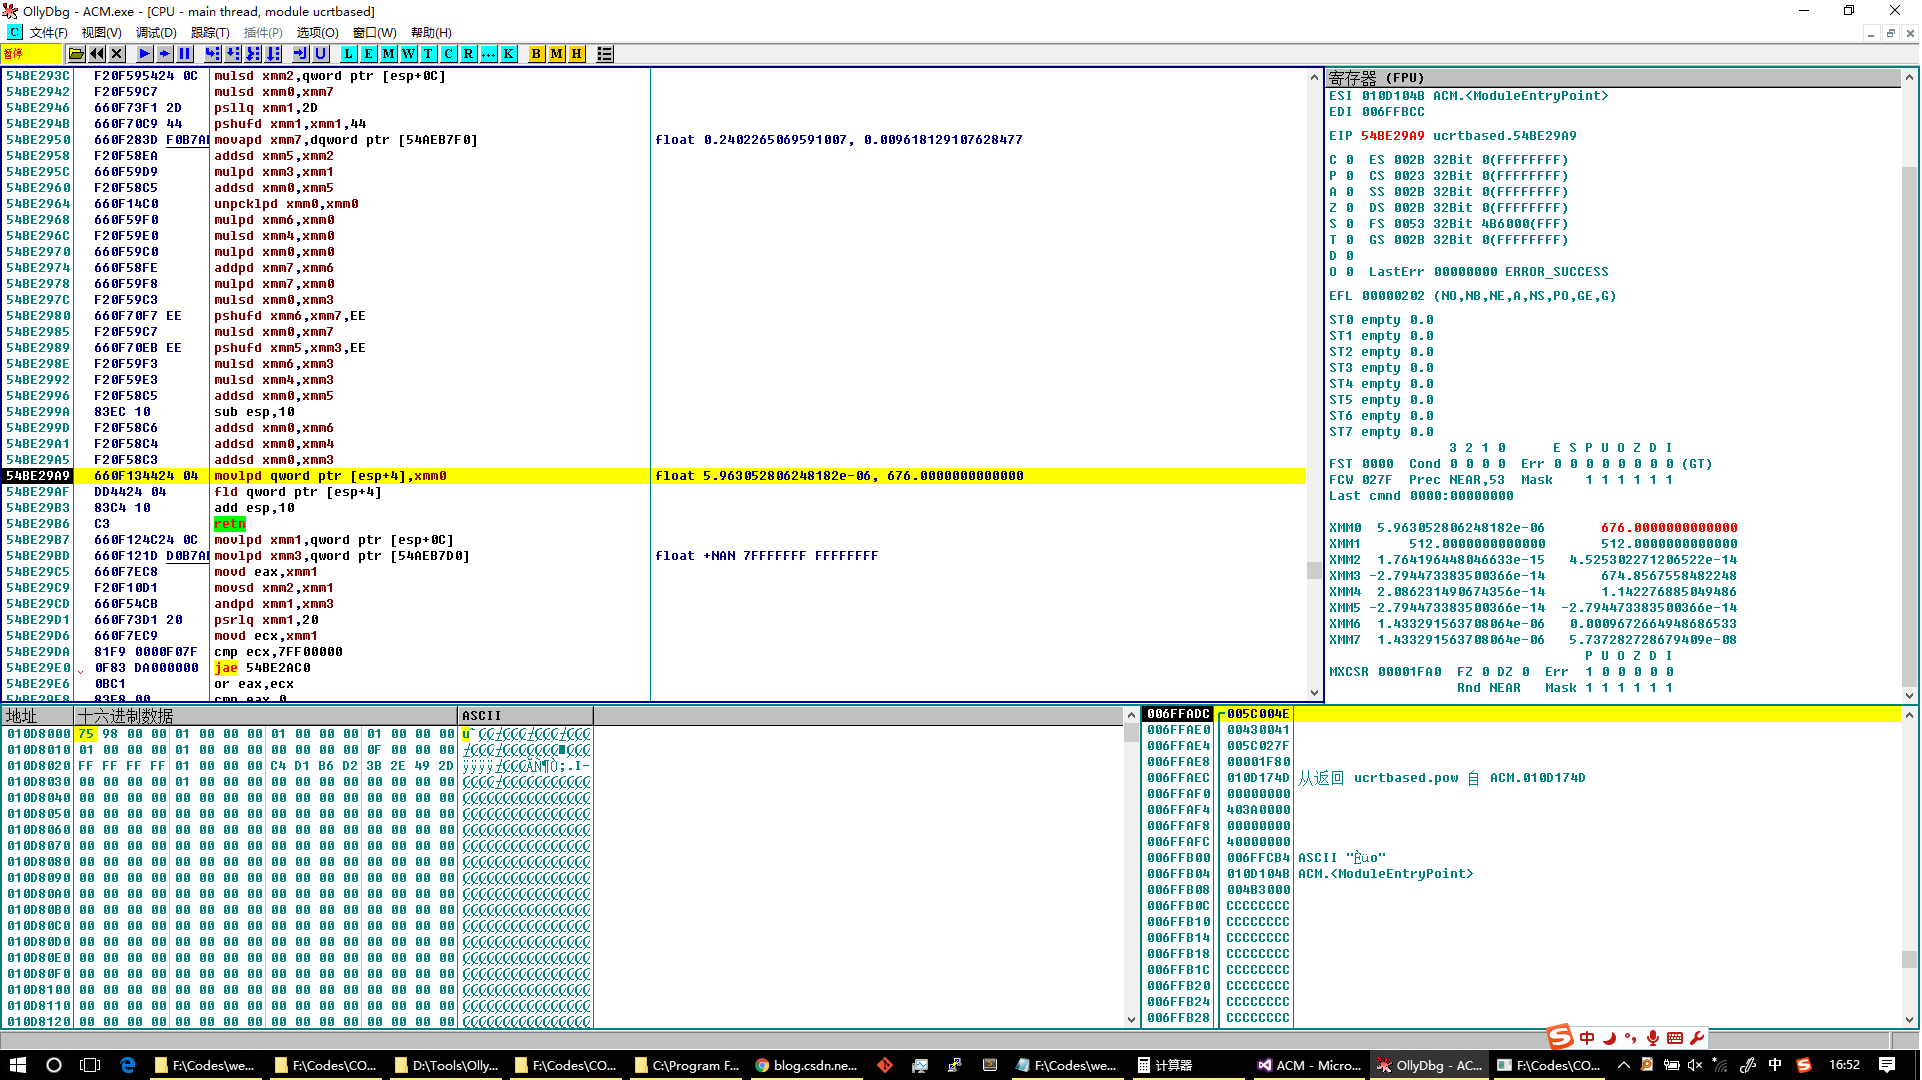 OllyDbg - ACM.exe - [CPU - main thread, module ucrtbased]
C 文件(F) 视图(V) 调试(D) 跟踪(T) 插件(P) 选项(O) 窗口(W) 帮助(H)
暂停 L E M W T C R ... K B M H
54BE293C F20F595424 0C mulsd xmm2,qword ptr [esp+0C]
54BE2942 F20F59C7 mulsd xmm0,xmm7
54BE2946 660F73F1 2D psllq xmm1,2D
54BE294B 660F70C9 44 pshufd xmm1,xmm1,44
54BE2950 660F283D F0B7A movapd xmm7,dqword ptr [54AEB7F0] float 0.2402265069591007, 0.009618129107628477
54BE2958 F20F58EA addsd xmm5,xmm2
54BE295C 660F59D9 mulpd xmm3,xmm1
54BE2960 F20F58C5 addsd xmm0,xmm5
54BE2964 660F14C0 unpcklpd xmm0,xmm0
54BE2968 660F59F0 mulpd xmm6,xmm0
54BE296C F20F59E0 mulsd xmm4,xmm0
54BE2970 660F59C0 mulpd xmm0,xmm0
54BE2974 660F58FE addpd xmm7,xmm6
54BE2978 660F59F8 mulpd xmm7,xmm0
54BE297C F20F59C3 mulsd xmm0,xmm3
54BE2980 660F70F7 EE pshufd xmm6,xmm7,EE
54BE2985 F20F59C7 mulsd xmm0,xmm7
54BE2989 660F70EB EE pshufd xmm5,xmm3,EE
54BE298E F20F59F3 mulsd xmm6,xmm3
54BE2992 F20F59E3 mulsd xmm4,xmm3
54BE2996 F20F58C5 addsd xmm0,xmm5
54BE299A 83EC 10 sub esp,10
54BE299D F20F58C6 addsd xmm0,xmm6
54BE29A1 F20F58C4 addsd xmm0,xmm4
54BE29A5 F20F58C3 addsd xmm0,xmm3
54BE29A9 660F134424 04 movlpd qword ptr [esp+4],xmm0 float 5.963052806248182e-06, 676.0000000000000
54BE29AF DD4424 04 fld qword ptr [esp+4]
54BE29B3 83C4 10 add esp,10
54BE29B6 C3 retn
54BE29B7 660F124C24 0C movlpd xmm1,qword ptr [esp+0C]
54BE29BD 660F121D D0B7A movlpd xmm3,qword ptr [54AEB7D0] float +NAN 7FFFFFFF FFFFFFFF
54BE29C5 660F7EC8 movd eax,xmm1
54BE29C9 F20F10D1 movsd xmm2,xmm1
54BE29CD 660F54CB andpd xmm1,xmm3
54BE29D1 660F73D1 20 psrlq xmm1,20
54BE29D6 660F7EC9 movd ecx,xmm1
54BE29DA 81F9 0000F07F cmp ecx,7FF00000
54BE29E0 0F83 DA000000 jae 54BE2AC0
54BE29E6 0BC1 or eax,ecx
54BE29E8 83F8 00 cmp eax,0
寄存器 (FPU)
ESI 010D104B ACM.<ModuleEntryPoint>
EDI 006FFBCC
EIP 54BE29A9 ucrtbased.54BE29A9
C 0 ES 002B 32Bit 0(FFFFFFFF)
P 0 CS 0023 32Bit 0(FFFFFFFF)
A 0 SS 002B 32Bit 0(FFFFFFFF)
Z 0 DS 002B 32Bit 0(FFFFFFFF)
S 0 FS 0053 32Bit 4B6000(FFF)
T 0 GS 002B 32Bit 0(FFFFFFFF)
D 0
O 0 LastErr 00000000 ERROR_SUCCESS
EFL 00000202 (NO,NB,NE,A,NS,PO,GE,G)
ST0 empty 0.0
ST1 empty 0.0
ST2 empty 0.0
ST3 empty 0.0
ST4 empty 0.0
ST5 empty 0.0
ST6 empty 0.0
ST7 empty 0.0
3 2 1 0 E S P U O Z D I
FST 0000 Cond 0 0 0 0 Err 0 0 0 0 0 0 0 0 (GT)
FCW 027F Prec NEAR,53 Mask 1 1 1 1 1 1
Last cmnd 0000:00000000
XMM0 5.963052806248182e-06 676.0000000000000
XMM1 512.0000000000000 512.0000000000000
XMM2 1.764196448046633e-15 4.525302271206522e-14
XMM3 -2.794473383500366e-14 674.8567558482248
XMM4 2.086231490674356e-14 1.142276885049486
XMM5 -2.794473383500366e-14 -2.794473383500366e-14
XMM6 1.433291563708064e-06 0.0009672664948686533
XMM7 1.433291563708064e-06 5.737282728679409e-08
P U O Z D I
MXCSR 00001FA0 FZ 0 DZ 0 Err 1 0 0 0 0 0
Rnd NEAR Mask 1 1 1 1 1 1
地址 十六进制数据 ASCII
010D8000 75 98 00 00 01 00 00 00 01 00 00 00 01 00 00 00
010D8010 01 00 00 00 00 00 00 00 00 00 00 00 0F 00 00 00
010D8020 FF FF FF FF 01 00 00 00 C4 D1 B6 D2 3B 2E 49 2D
010D8030 00 00 00 00 01 00 00 00 00 00 00 00 00 00 00 00
010D8040 00 00 00 00 00 00 00 00 00 00 00 00 00 00 00 00
010D8050 00 00 00 00 00 00 00 00 00 00 00 00 00 00 00 00
010D8060 00 00 00 00 00 00 00 00 00 00 00 00 00 00 00 00
010D8070 00 00 00 00 00 00 00 00 00 00 00 00 00 00 00 00
010D8080 00 00 00 00 00 00 00 00 00 00 00 00 00 00 00 00
010D8090 00 00 00 00 00 00 00 00 00 00 00 00 00 00 00 00
010D80A0 00 00 00 00 00 00 00 00 00 00 00 00 00 00 00 00
010D80B0 00 00 00 00 00 00 00 00 00 00 00 00 00 00 00 00
010D80C0 00 00 00 00 00 00 00 00 00 00 00 00 00 00 00 00
010D80D0 00 00 00 00 00 00 00 00 00 00 00 00 00 00 00 00
010D80E0 00 00 00 00 00 00 00 00 00 00 00 00 00 00 00 00
010D80F0 00 00 00 00 00 00 00 00 00 00 00 00 00 00 00 00
010D8100 00 00 00 00 00 00 00 00 00 00 00 00 00 00 00 00
010D8110 00 00 00 00 00 00 00 00 00 00 00 00 00 00 00 00
010D8120 00 00 00 00 00 00 00 00 00 00 00 00 00 00 00 00
006FFADC 005C004E
006FFAE0 00430041
006FFAE4 005C027F
006FFAE8 00001F80
006FFAEC 010D174D 从返回 ucrtbased.pow 自 ACM.010D174D
006FFAF0 00000000
006FFAF4 403A0000
006FFAF8 00000000
006FFAFC 40000000
006FFB00 006FFCB4 ASCII "Èüo"
006FFB04 010D104B ACM.<ModuleEntryPoint>
006FFB08 004B3000
006FFB0C CCCCCCCC
006FFB10 CCCCCCCC
006FFB14 CCCCCCCC
006FFB18 CCCCCCCC
006FFB1C CCCCCCCC
006FFB20 CCCCCCCC
006FFB24 CCCCCCCC
006FFB28 CCCCCCCC
中
F:\Codes\we... F:\Codes\CO... D:\Tools\Olly... F:\Codes\CO... C:\Program F... blog.csdn.ne... F:\Codes\we... 计算器 ACM - Micro... OllyDbg - AC... F:\Codes\CO... 中 16:52